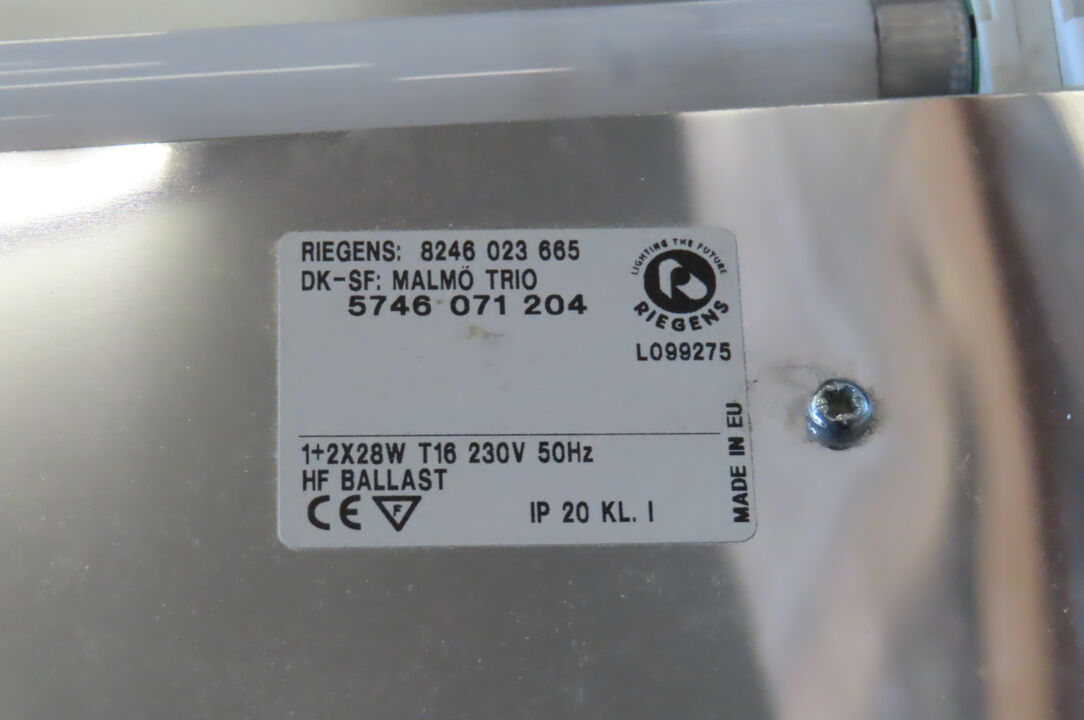 RIEGENS: 8246 023 665
DK-SF: MALMÖ TRIO
5746 071 204
LIGHTING THE FUTURE
R
RIEGENS
L099275
MADE IN EU
1+2X28W T16 230V 50Hz
HF BALLAST
CE F
IP 20 KL. I